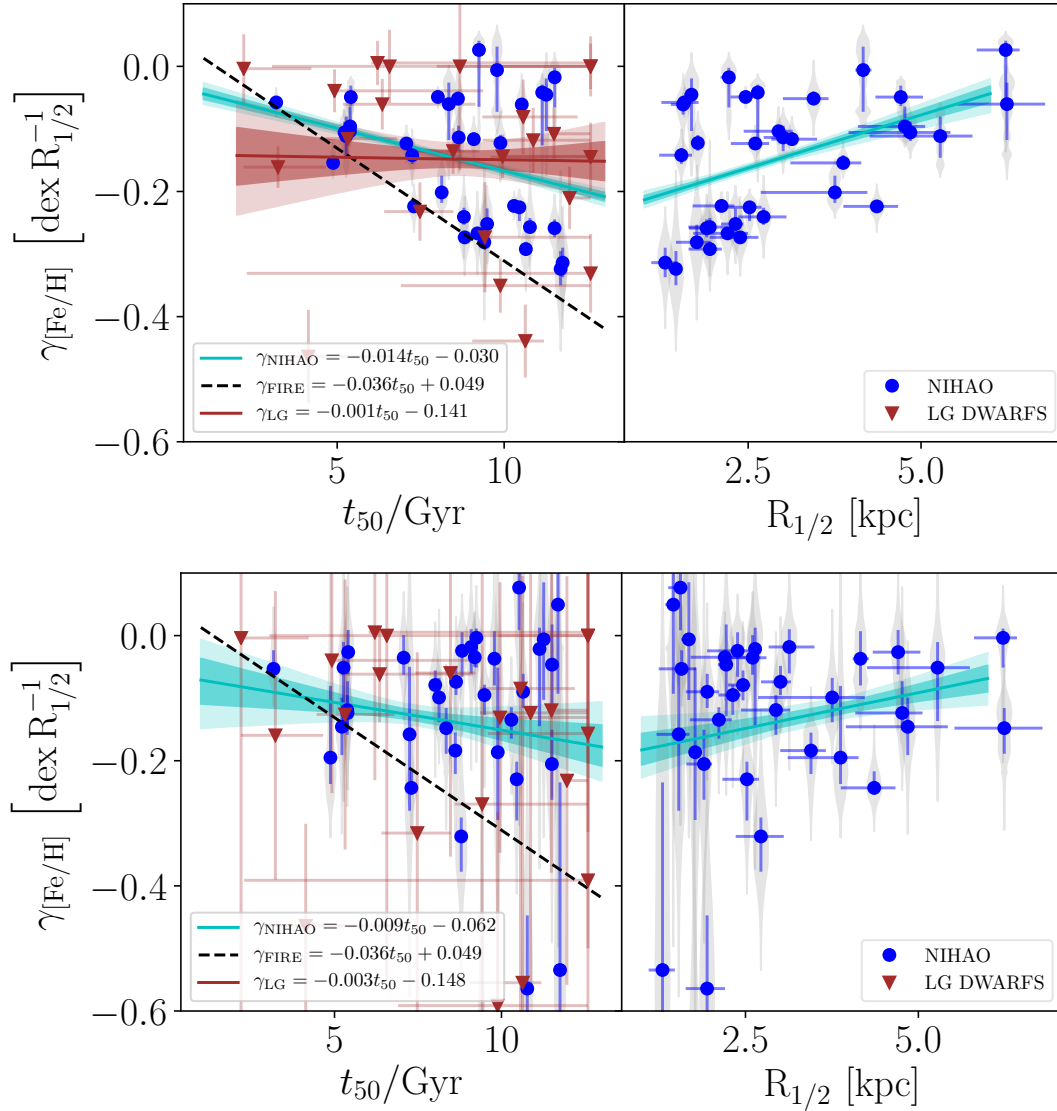 0.0
−0.2
−0.4
−0.6
γ[Fe/H] [dex R₁/₂⁻¹]
γNIHAO = −0.014t₅₀ − 0.030
γFIRE = −0.036t₅₀ + 0.049
γLG = −0.001t₅₀ − 0.141
NIHAO
LG DWARFS
5 10
2.5 5.0
t₅₀/Gyr
R₁/₂ [kpc]
0.0
−0.2
−0.4
−0.6
γ[Fe/H] [dex R₁/₂⁻¹]
γNIHAO = −0.009t₅₀ − 0.062
γFIRE = −0.036t₅₀ + 0.049
γLG = −0.003t₅₀ − 0.148
NIHAO
LG DWARFS
5 10
2.5 5.0
t₅₀/Gyr
R₁/₂ [kpc]